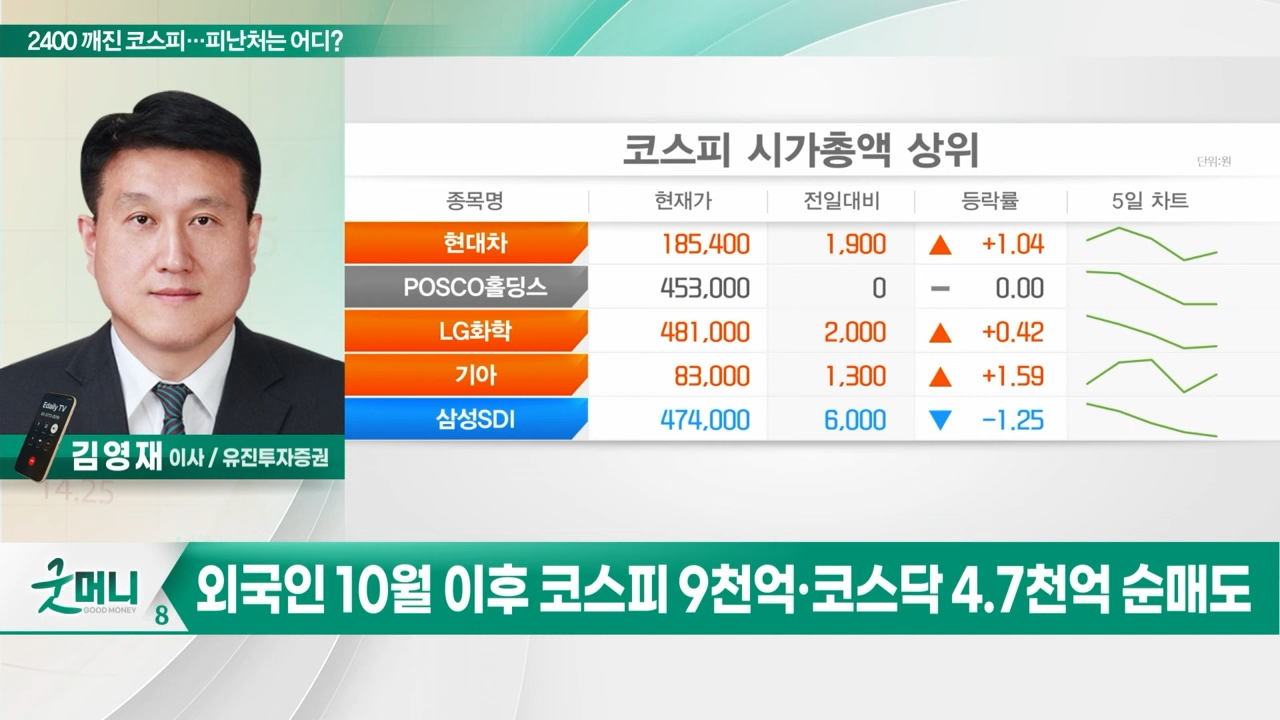 2400 깨진 코스피…피난처는 어디?
코스피 시가총액 상위
단위:원
종목명 현재가 전일대비 등락률 5일 차트
현대차 185,400 1,900 ▲ +1.04
POSCO홀딩스 453,000 0 － 0.00
LG화학 481,000 2,000 ▲ +0.42
기아 83,000 1,300 ▲ +1.59
삼성SDI 474,000 6,000 ▼ -1.25
Edaily TV
김영재 이사 / 유진투자증권
14.25
굿머니
GOOD MONEY
8
외국인 10월 이후 코스피 9천억·코스닥 4.7천억 순매도